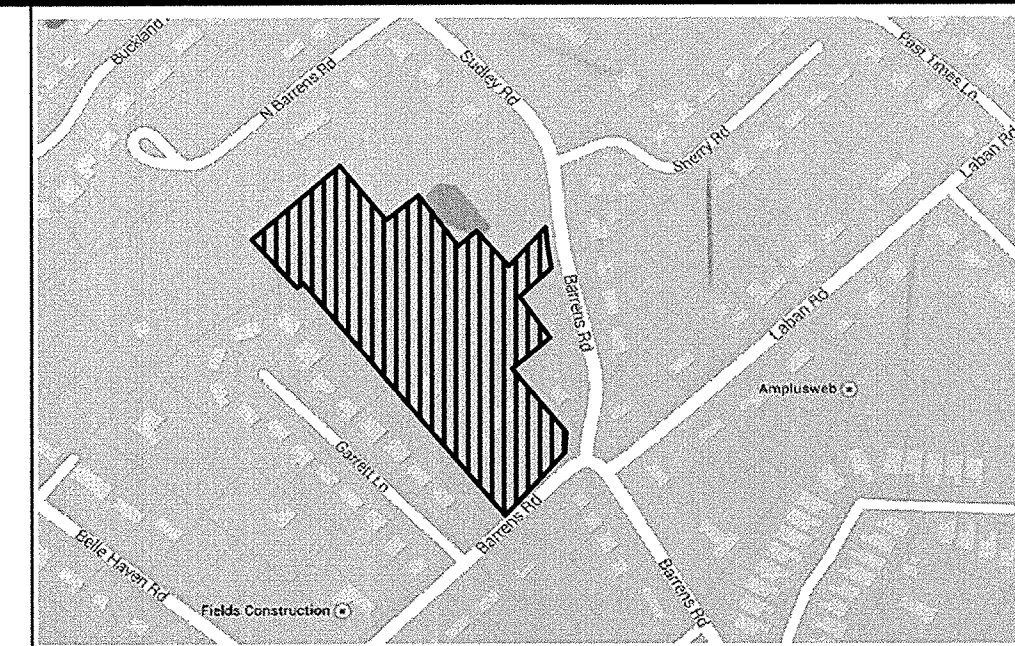 Buckland
N Barrens Rd
Sudley Rd
Past Times Ln
Sherry Rd
Laban Rd
Barrens Rd
Laban Rd
Amplusweb
Garrett Ln
Barrens Rd
Belle Haven Rd
Barrens Rd
Fields Construction